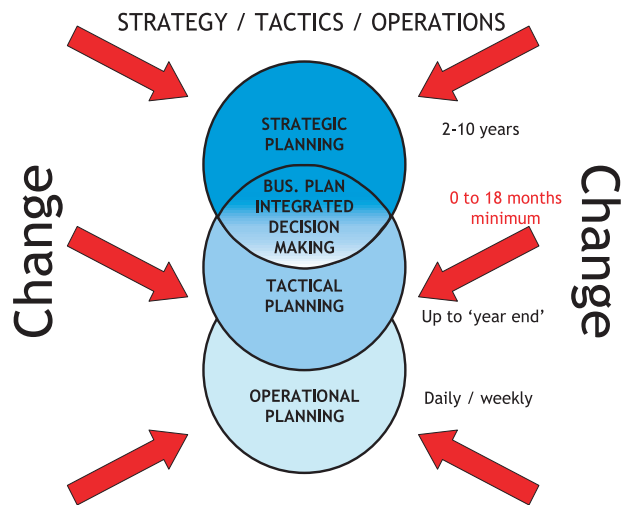 STRATEGY / TACTICS / OPERATIONS
STRATEGIC
PLANNING
2-10 years
BUS. PLAN
INTEGRATED
DECISION
MAKING
0 to 18 months
minimum
Change
Change
TACTICAL
PLANNING
Up to ‘year end’
OPERATIONAL
PLANNING
Daily / weekly